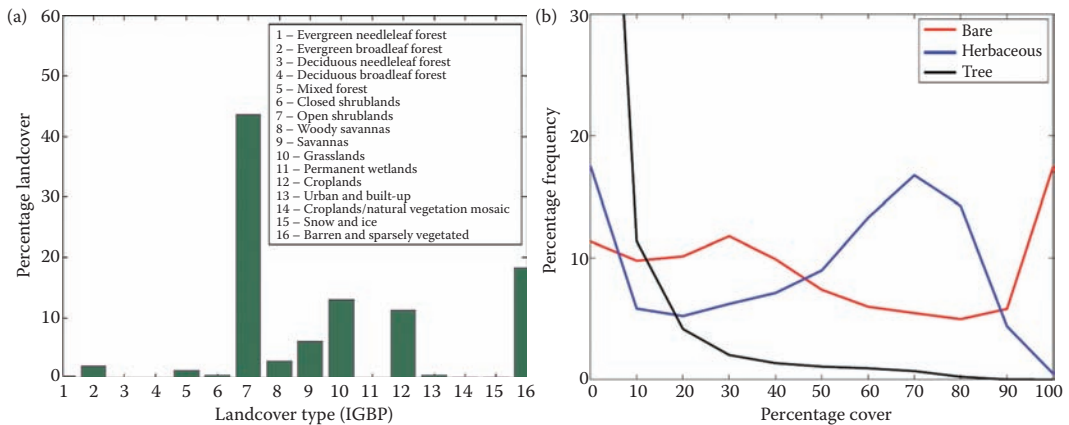 (a)
60
50
40
30
20
10
0
Percentage landcover
1 – Evergreen needleleaf forest
2 – Evergreen broadleaf forest
3 – Deciduous needleleaf forest
4 – Deciduous broadleaf forest
5 – Mixed forest
6 – Closed shrublands
7 – Open shrublands
8 – Woody savannas
9 – Savannas
10 – Grasslands
11 – Permanent wetlands
12 – Croplands
13 – Urban and built-up
14 – Croplands/natural vegetation mosaic
15 – Snow and ice
16 – Barren and sparsely vegetated
1 2 3 4 5 6 7 8 9 10 11 12 13 14 15 16
Landcover type (IGBP)
(b)
30
20
10
0
Percentage frequency
Bare
Herbaceous
Tree
0 10 20 30 40 50 60 70 80 90 100
Percentage cover